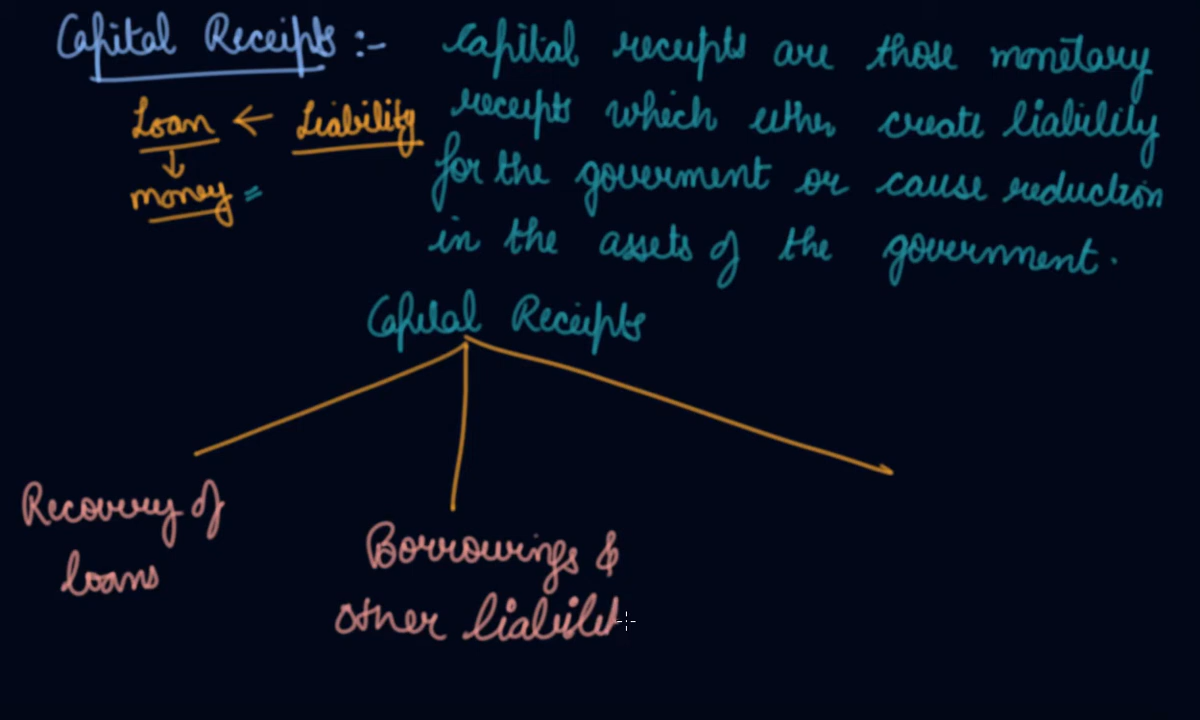 Capital Receipts :-
Capital receipts are those monetary
Loan ← Liability
receipts which either create liability
money =
for the goverment or cause reduction
in the assets of the government.
Capital Receipts
Recovery of
loans
Borrowings &
other liabilit